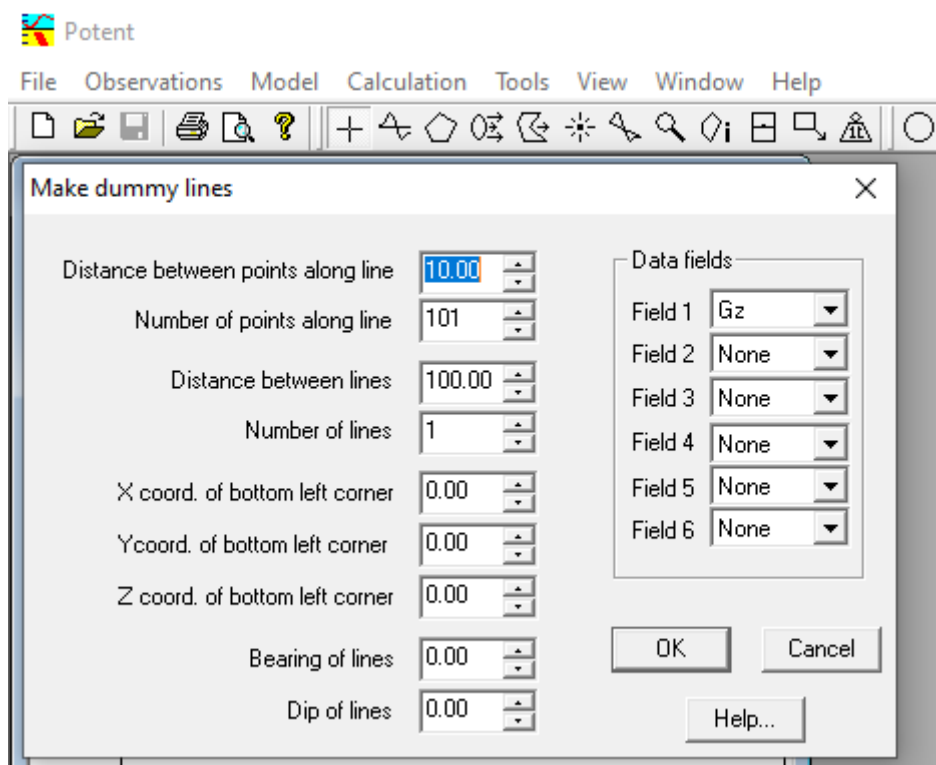 Potent
File Observations Model Calculation Tools View Window Help
Make dummy lines
Distance between points along line 10.00
Number of points along line 101
Distance between lines 100.00
Number of lines 1
X coord. of bottom left corner 0.00
Ycoord. of bottom left corner 0.00
Z coord. of bottom left corner 0.00
Bearing of lines 0.00
Dip of lines 0.00
Data fields
Field 1 Gz
Field 2 None
Field 3 None
Field 4 None
Field 5 None
Field 6 None
OK Cancel
Help...